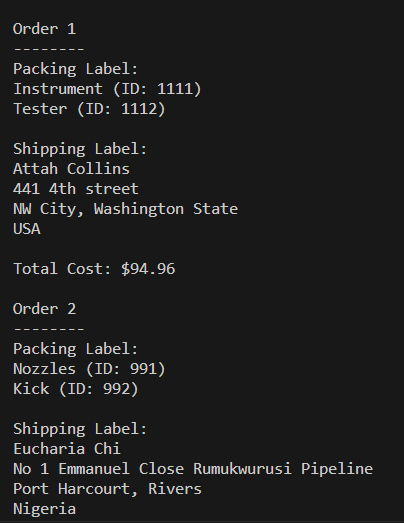 Order 1
--------
Packing Label:
Instrument (ID: 1111)
Tester (ID: 1112)
Shipping Label:
Attah Collins
441 4th street
NW City, Washington State
USA
Total Cost: $94.96
Order 2
--------
Packing Label:
Nozzles (ID: 991)
Kick (ID: 992)
Shipping Label:
Eucharia Chi
No 1 Emmanuel Close Rumukwurusi Pipeline
Port Harcourt, Rivers
Nigeria